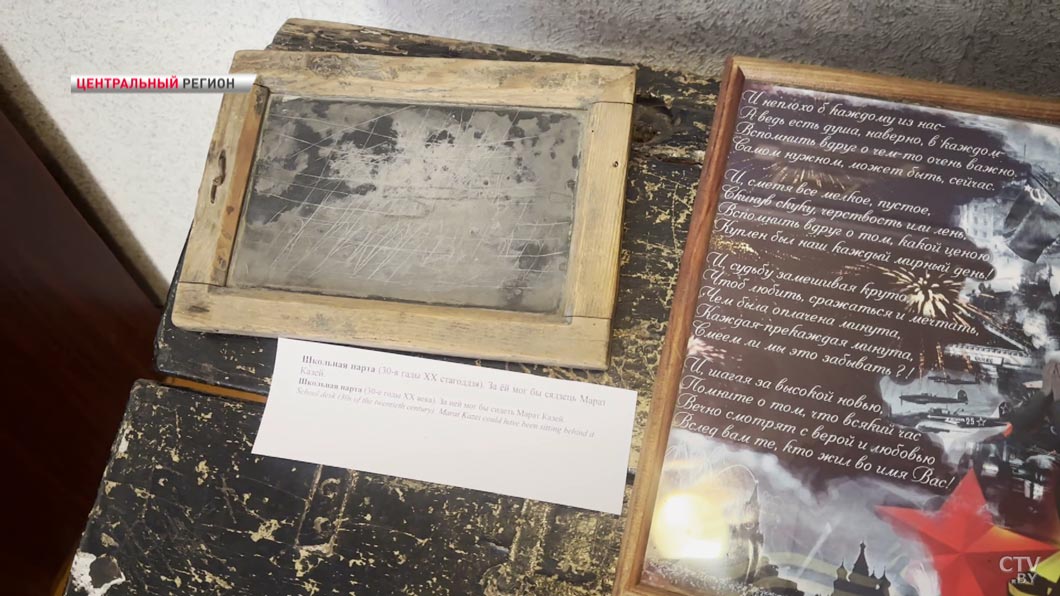 ЦЕНТРАЛЬНЫЙ РЕГИОН
Школьная парта (30-я гады XX стагоддзя). За ёй мог бы сядзець Марат
Казей.
Школьная парта (30-е годы XX века). За ней мог бы сидеть Марат Казей.
School desk (30s of the twentieth century). Marat Kazei could have been sitting behind a
И неплохо б каждому из нас-
А ведь есть душа, наверно, в каждом-
Вспомнить вдруг о чем-то очень важно.
Самом нужном, может быть, сейчас.
И, сметя все мелкое, пустое,
Скинув скуку, черствость или лень,
Вспомнить вдруг о том, какой ценою
Куплен был наш каждый мирный день!
И, судьбу замешивая круто,
Чтоб любить, сражаться и мечтать,
Чем была оплачена минута,
Каждая-прекаждая минута,
Смеем ли мы это забывать?!
И, шагая за высокой новью,
Помните о том, что всякий час
Вечно смотрят с верой и любовью
Вслед вам те, кто жил во имя Вас!
CTV
.BY